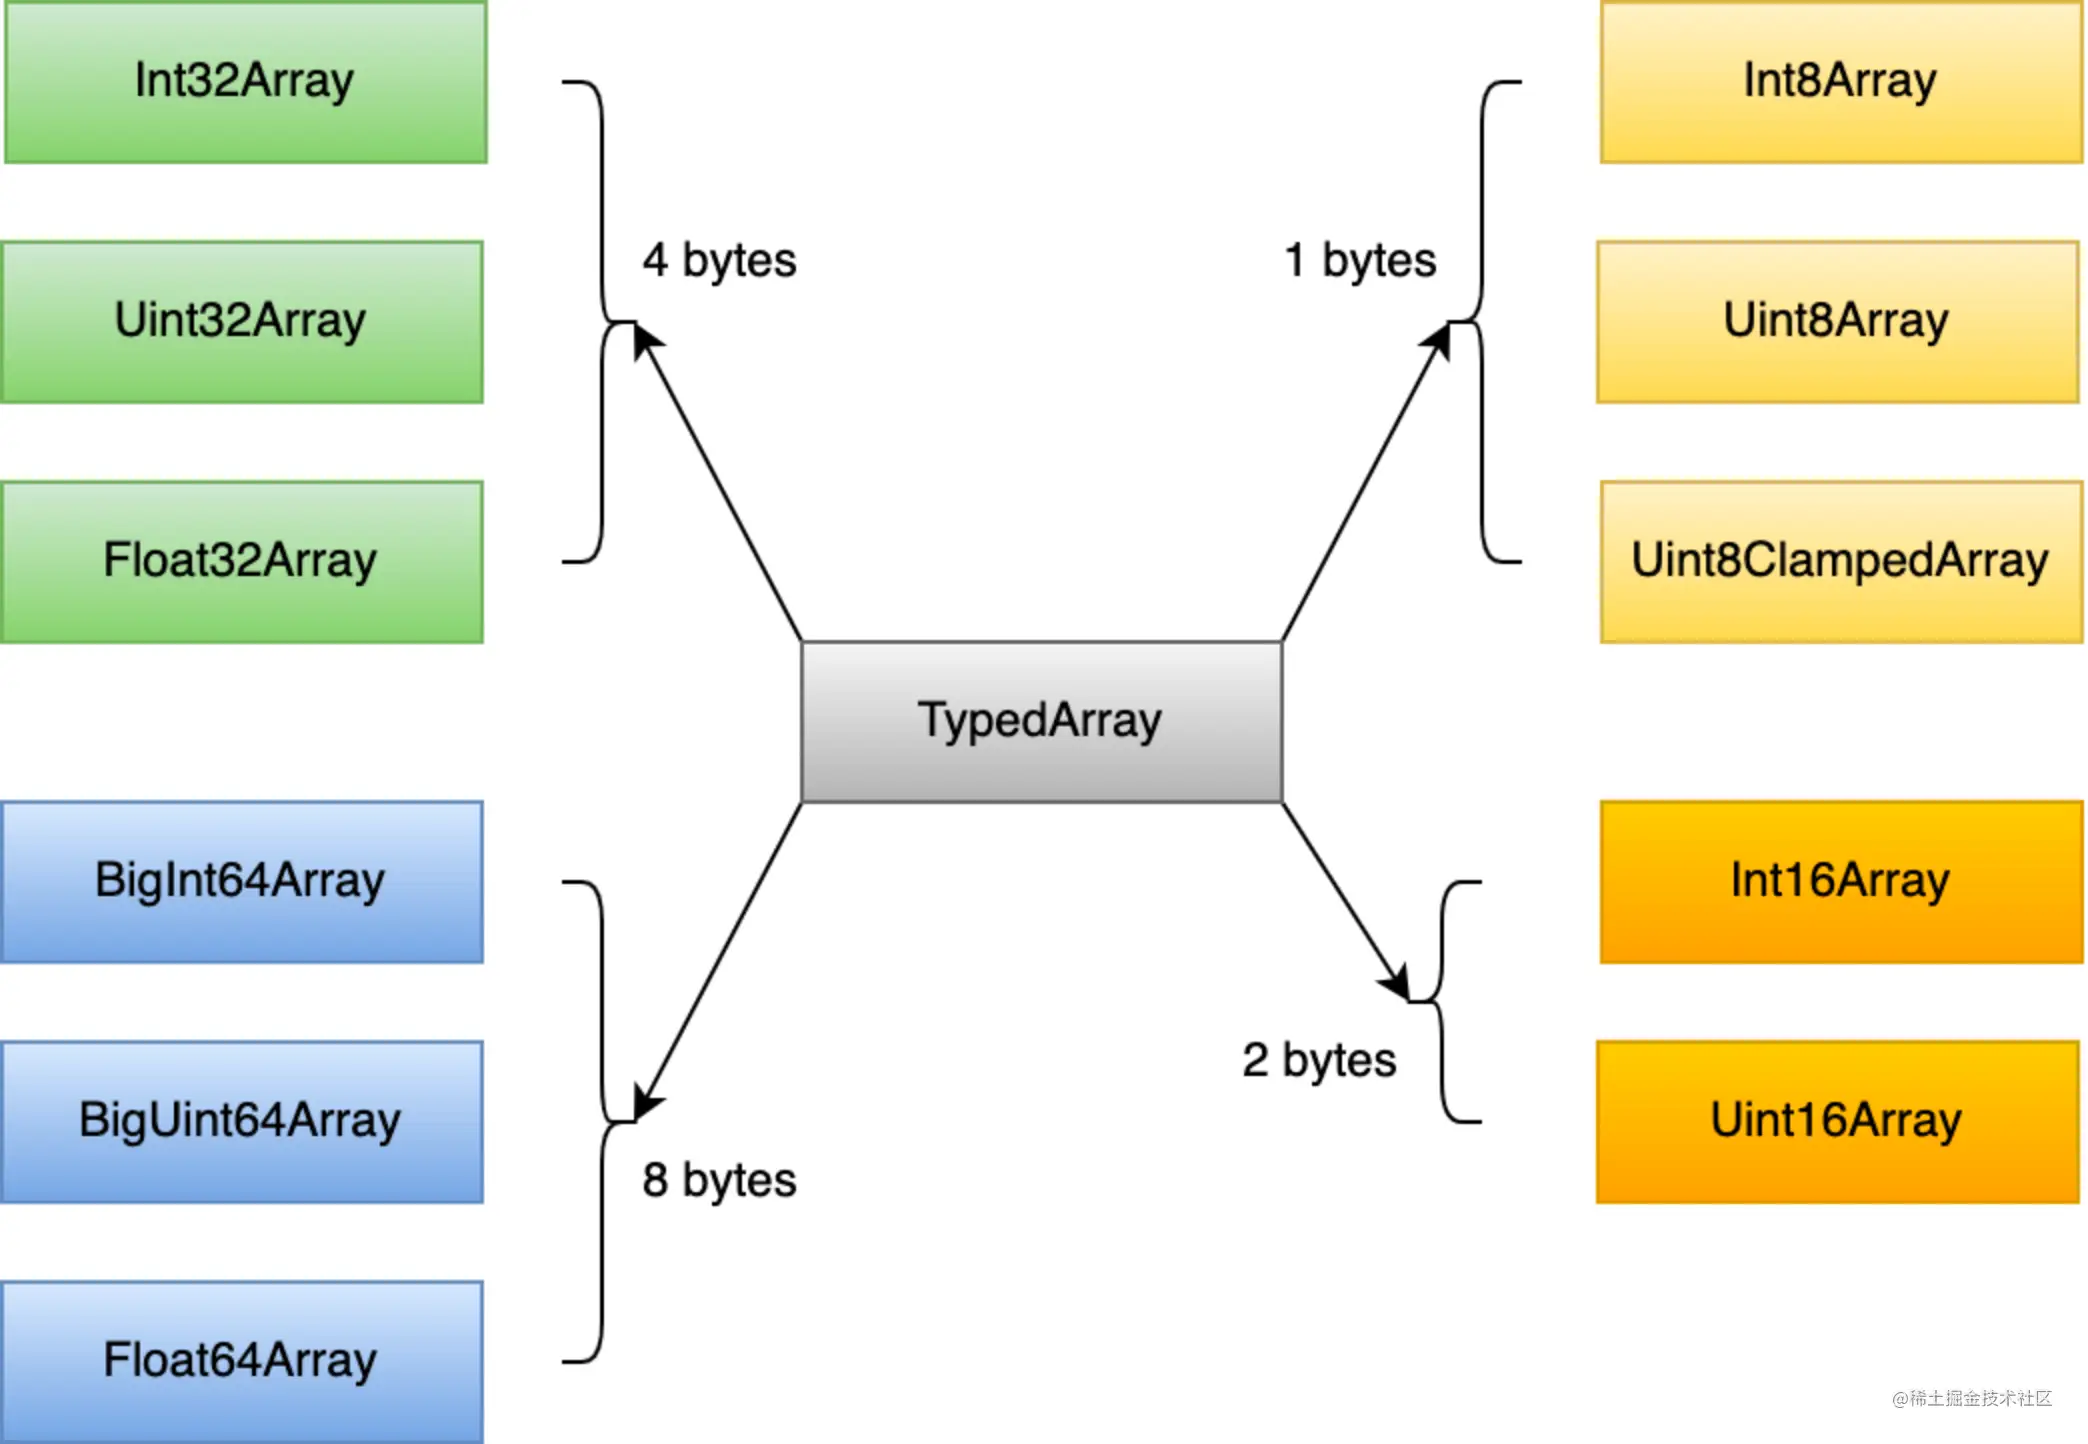 Int32Array
Uint32Array
Float32Array
4 bytes
1 bytes
Int8Array
Uint8Array
Uint8ClampedArray
TypedArray
BigInt64Array
BigUint64Array
Float64Array
8 bytes
2 bytes
Int16Array
Uint16Array
@稀土掘金技术社区